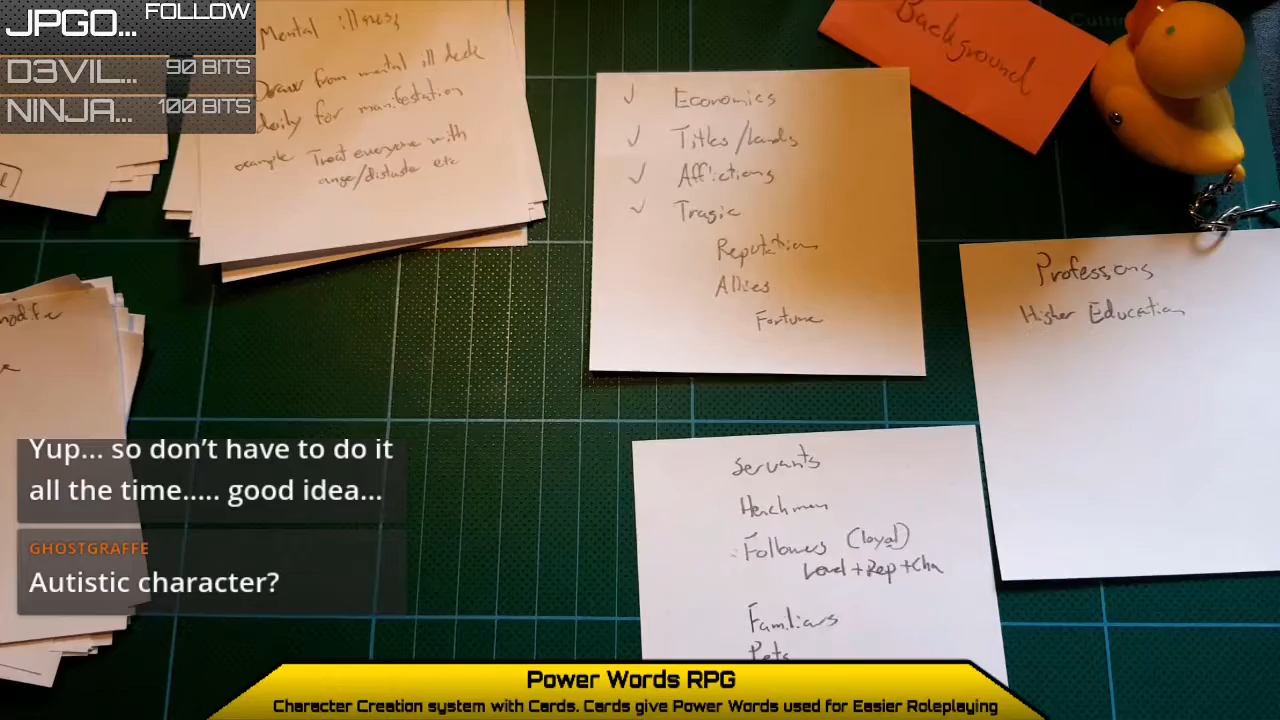 JPGO... FOLLOW
D3VIL... 90 BITS
NINJA... 100 BITS
Mental illness
Draw from mental ill deck
daily for manifestation
example Treat everyone with
anger/distaste etc
Economics
Titles/lands
Afflictions
Tragic
Reputation
Allies
Fortune
Background
Professions
Higher Education
Servants
Henchmen
Followers (loyal)
Level+Rep+Cha
Familiars
Pets
Yup... so don't have to do it
all the time..... good idea...
GHOSTGRAFFE
Autistic character?
Power Words RPG
Character Creation system with Cards. Cards give Power Words used for Easier Roleplaying